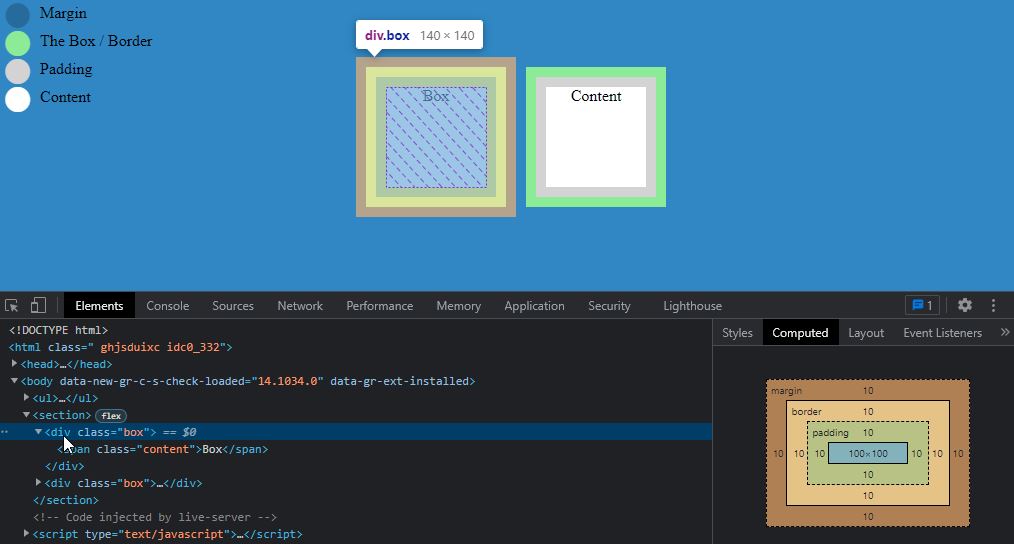 Margin
The Box / Border
Padding
Content
div.box 140 × 140
Box
Content
Elements Console Sources Network Performance Memory Application Security Lighthouse 1
<!DOCTYPE html>
<html class=" ghjsduixc idc0_332">
<head>…</head>
<body data-new-gr-c-s-check-loaded="14.1034.0" data-gr-ext-installed>
<ul>…</ul>
<section> flex
<div class="box"> == $0
<span class="content">Box</span>
</div>
<div class="box">…</div>
</section>
<!-- Code injected by live-server -->
<script type="text/javascript">…</script>
Styles Computed Layout Event Listeners »
margin 10
border 10
padding 10
10 10 10 100×100 10 10 10
10
10
10